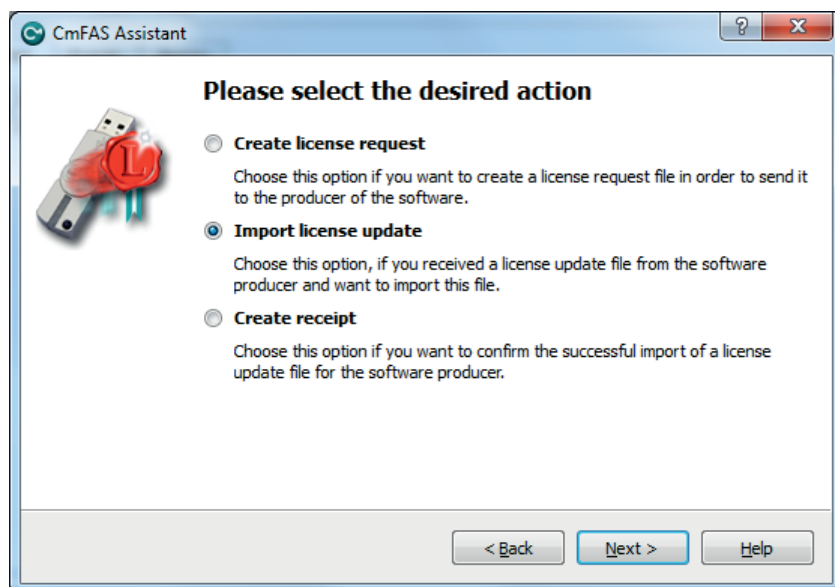 CmFAS Assistant
?
X
Please select the desired action
Create license request
Choose this option if you want to create a license request file in order to send it
to the producer of the software.
L
Import license update
Choose this option, if you received a license update file from the software
producer and want to import this file.
Create receipt
Choose this option if you want to confirm the successful import of a license
update file for the software producer.
< Back
Next >
Help